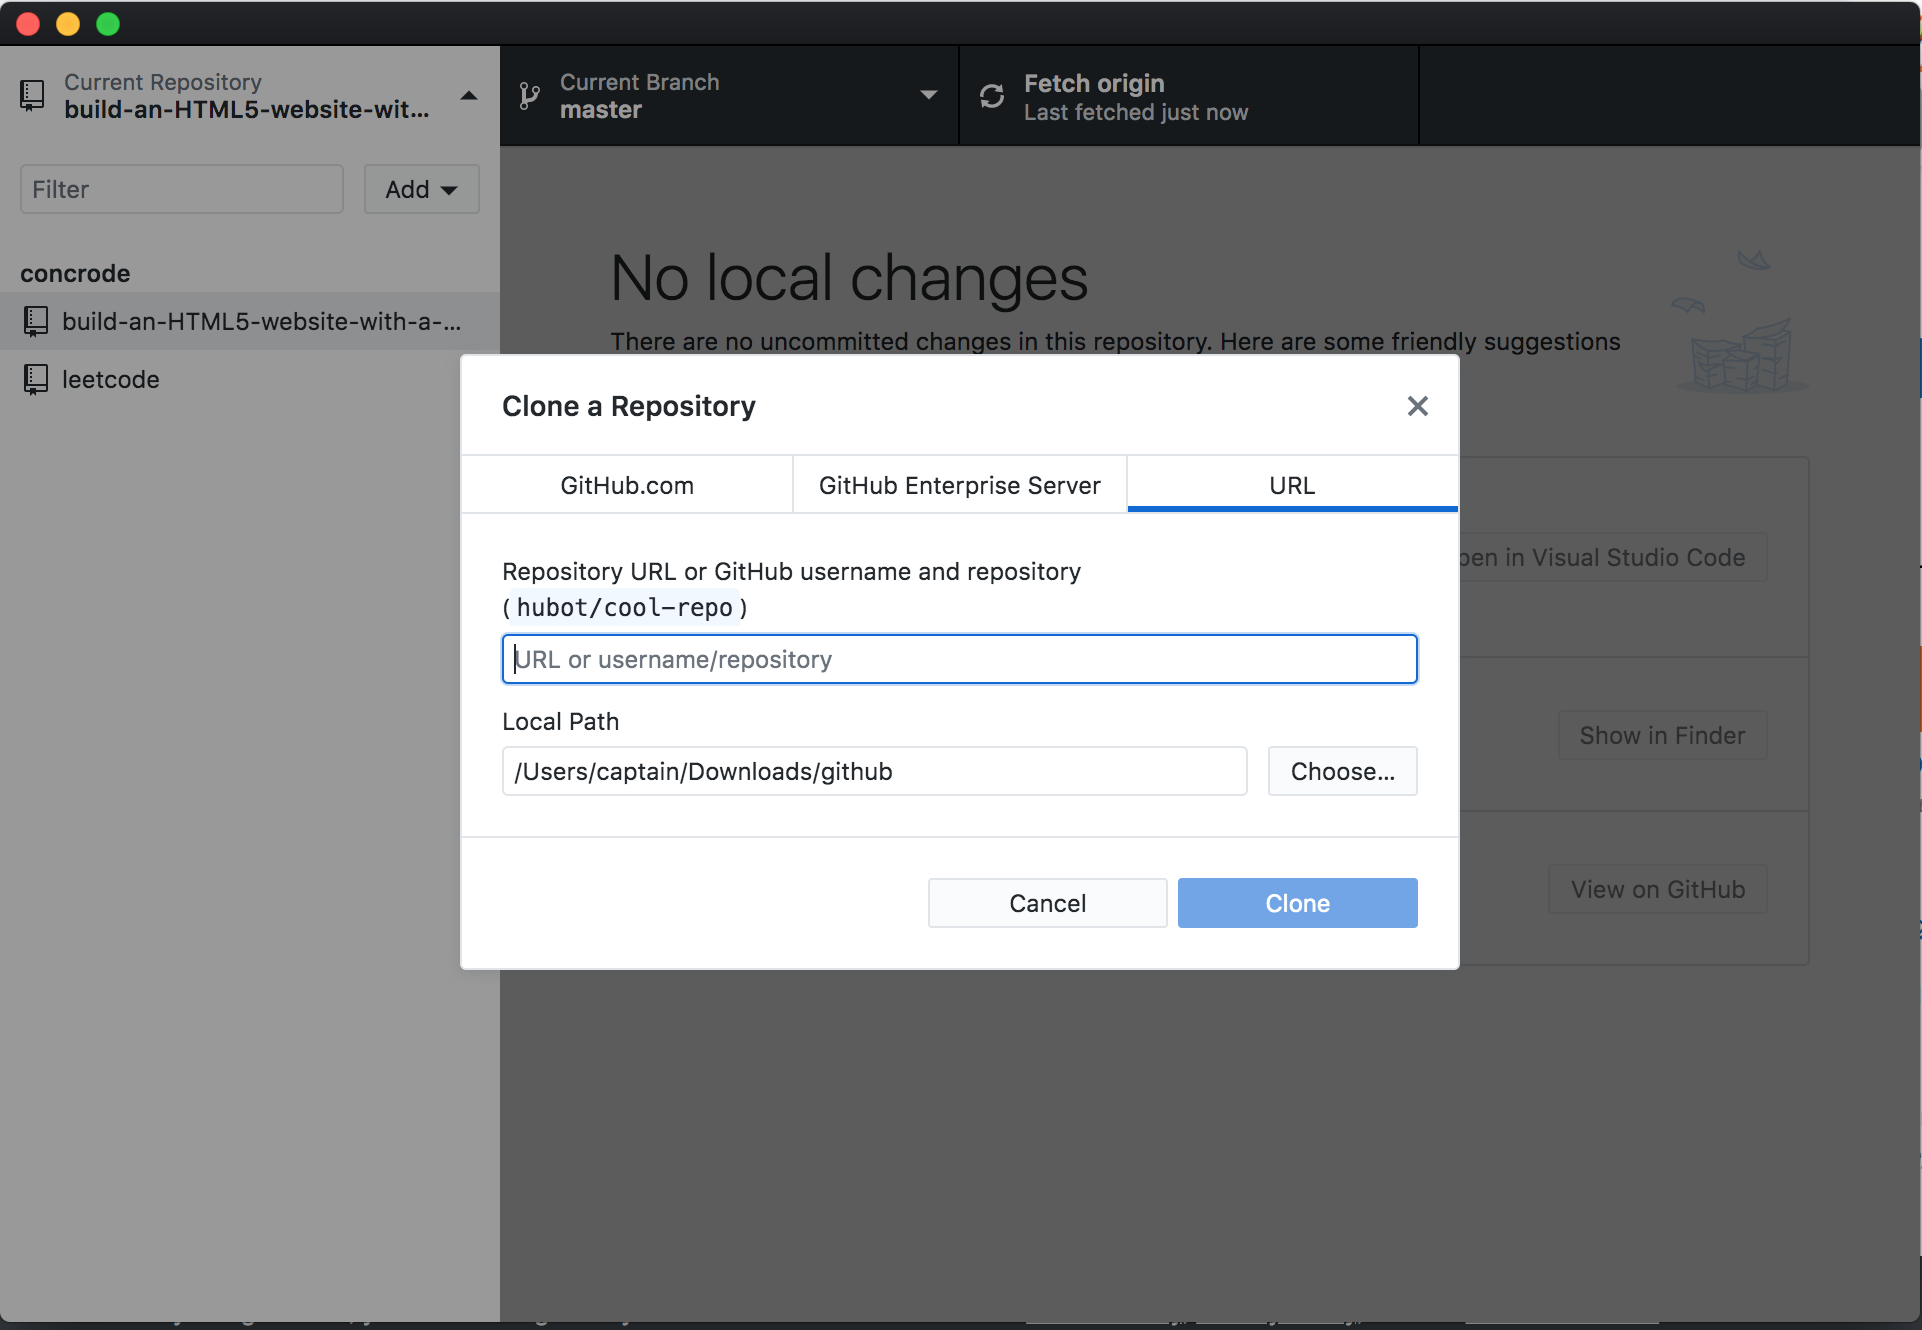 Current Repository
build-an-HTML5-website-wit...
Current Branch
master
Fetch origin
Last fetched just now
Filter
Add
concrode
build-an-HTML5-website-with-a-...
leetcode
No local changes
There are no uncommitted changes in this repository. Here are some friendly suggestions
Clone a Repository
GitHub.com
GitHub Enterprise Server
URL
Repository URL or GitHub username and repository
(hubot/cool-repo)
URL or username/repository
Local Path
/Users/captain/Downloads/github
Choose...
Cancel
Clone
pen in Visual Studio Code
Show in Finder
View on GitHub